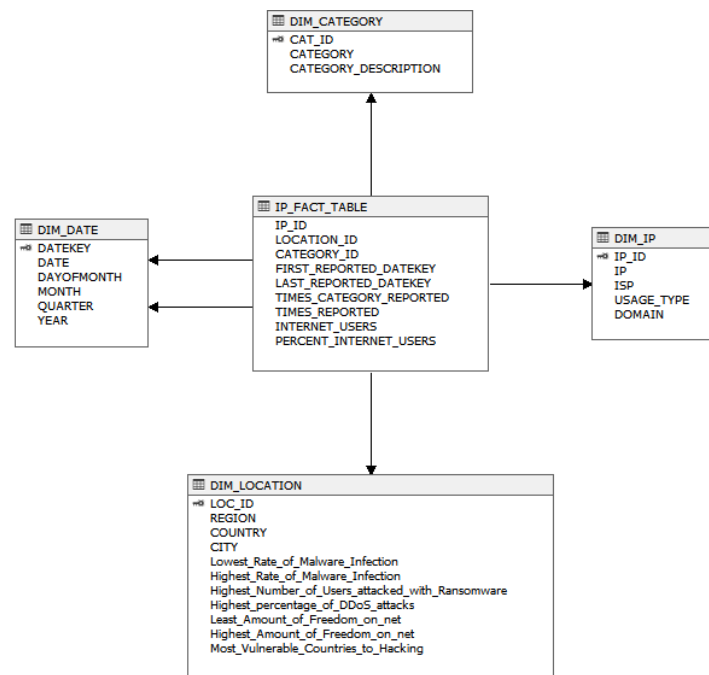 DIM_CATEGORY
CAT_ID
CATEGORY
CATEGORY_DESCRIPTION
IP_FACT_TABLE
IP_ID
LOCATION_ID
CATEGORY_ID
FIRST_REPORTED_DATEKEY
LAST_REPORTED_DATEKEY
TIMES_CATEGORY_REPORTED
TIMES_REPORTED
INTERNET_USERS
PERCENT_INTERNET_USERS
DIM_DATE
DATEKEY
DATE
DAYOFMONTH
MONTH
QUARTER
YEAR
DIM_IP
IP_ID
IP
ISP
USAGE_TYPE
DOMAIN
DIM_LOCATION
LOC_ID
REGION
COUNTRY
CITY
Lowest_Rate_of_Malware_Infection
Highest_Rate_of_Malware_Infection
Highest_Number_of_Users_attacked_with_Ransomware
Highest_percentage_of_DDoS_attacks
Least_Amount_of_Freedom_on_net
Highest_Amount_of_Freedom_on_net
Most_Vulnerable_Countries_to_Hacking